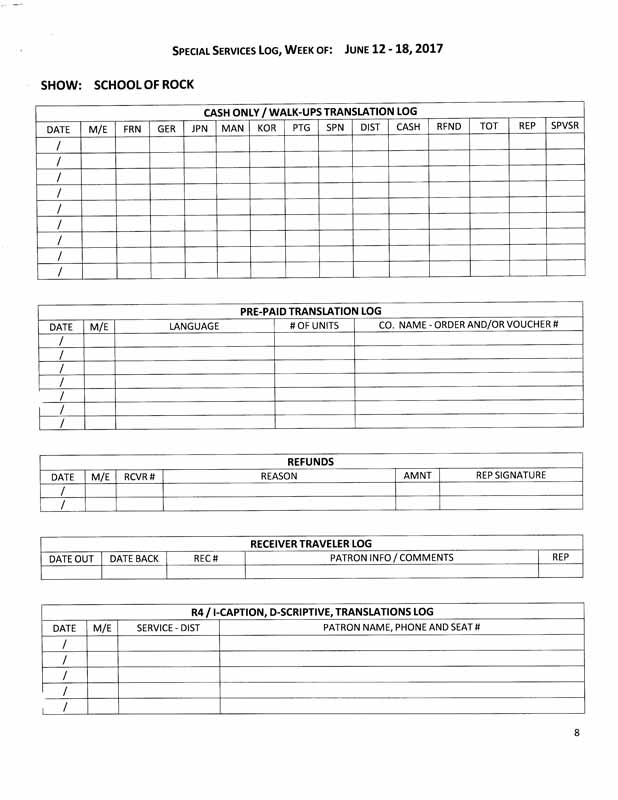 SPECIAL SERVICES LOG, WEEK OF: JUNE 12 - 18, 2017
SHOW: SCHOOL OF ROCK
CASH ONLY / WALK-UPS TRANSLATION LOG
DATE M/E FRN GER JPN MAN KOR PTG SPN DIST CASH RFND TOT REP SPVSR
/
/
/
/
/
/
/
/
/
PRE-PAID TRANSLATION LOG
DATE M/E LANGUAGE # OF UNITS CO. NAME - ORDER AND/OR VOUCHER #
/
/
/
/
/
/
/
REFUNDS
DATE M/E RCVR # REASON AMNT REP SIGNATURE
/
/
RECEIVER TRAVELER LOG
DATE OUT DATE BACK REC # PATRON INFO / COMMENTS REP
R4 / I-CAPTION, D-SCRIPTIVE, TRANSLATIONS LOG
DATE M/E SERVICE - DIST PATRON NAME, PHONE AND SEAT #
/
/
/
/
/
8